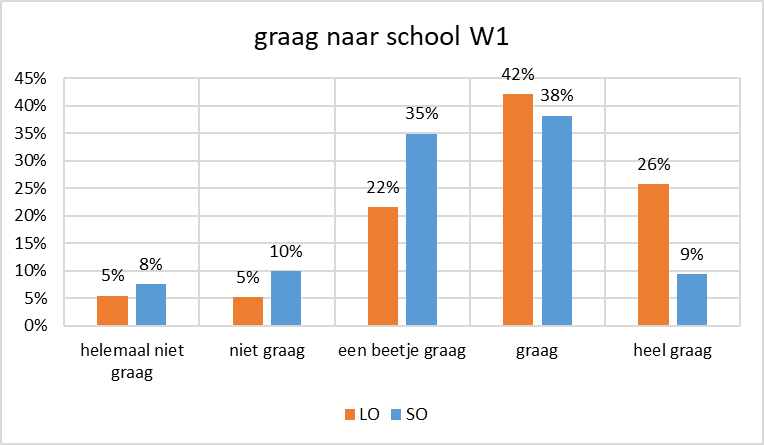 graag naar school W1
45%
40%
35%
30%
25%
20%
15%
10%
5%
0%
5%
8%
5%
10%
22%
35%
42%
38%
26%
9%
helemaal niet graag
niet graag
een beetje graag
graag
heel graag
LO
SO